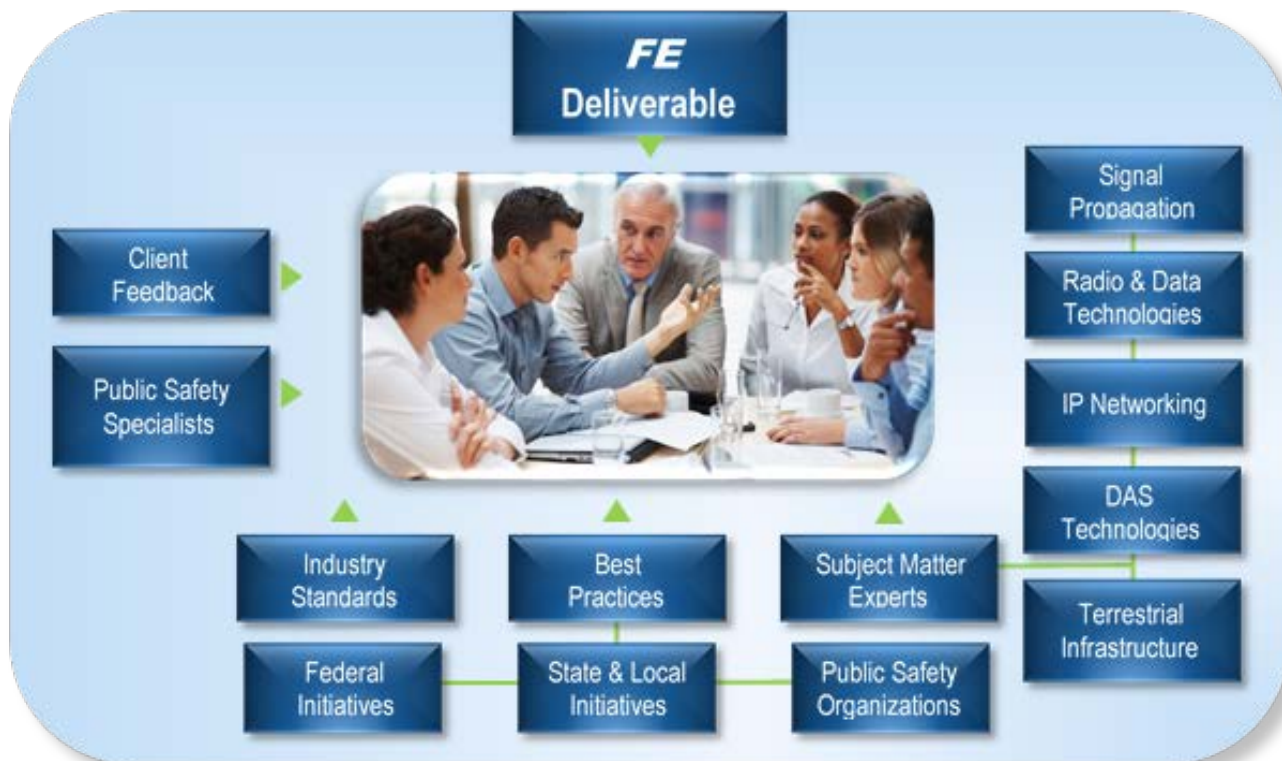 FE
Deliverable
Signal
Propagation
Client
Feedback
Radio & Data
Technologies
Public Safety
Specialists
IP Networking
DAS
Technologies
Industry
Standards
Best
Practices
Subject Matter
Experts
Terrestrial
Infrastructure
Federal
Initiatives
State & Local
Initiatives
Public Safety
Organizations